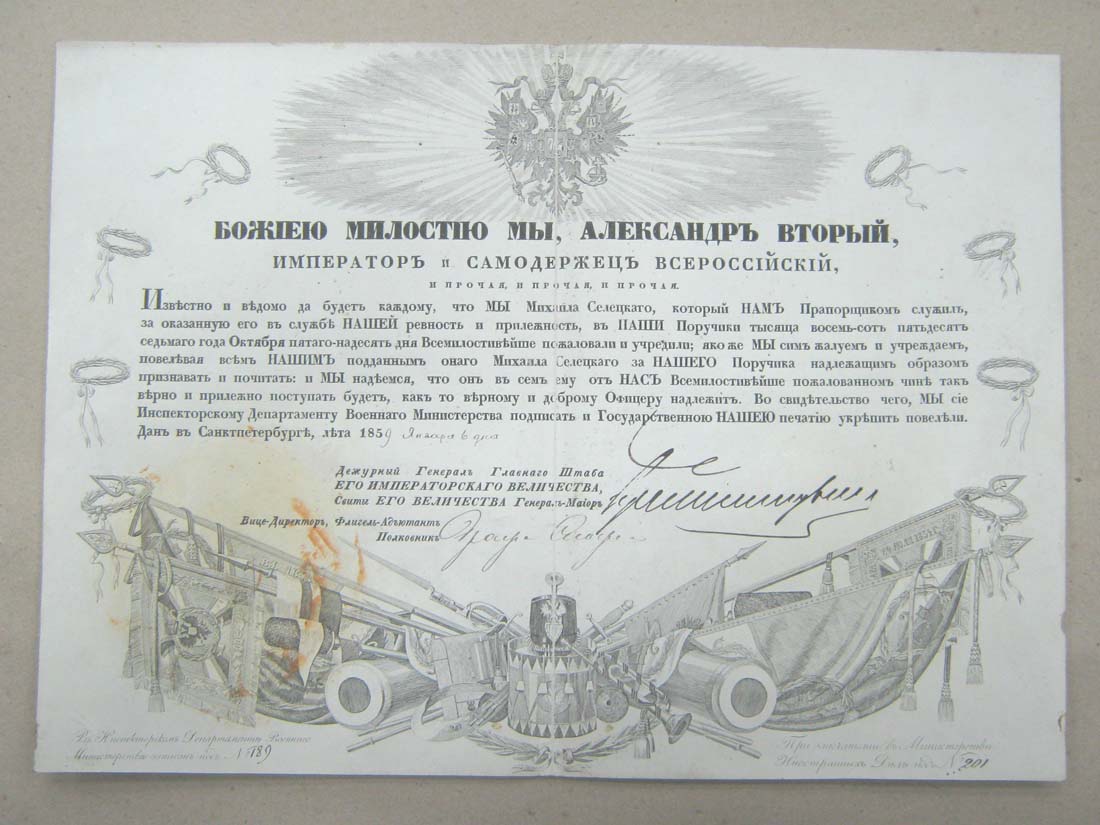 БОЖІЕЮ МИЛОСТІЮ МЫ, АЛЕКСАНДРЪ ВТОРЫЙ,
ИМПЕРАТОРЪ и САМОДЕРЖЕЦЪ ВСЕРОССІЙСКІЙ,
И ПРОЧАЯ, И ПРОЧАЯ, И ПРОЧАЯ.
Извѣстно и вѣдомо да будетъ каждому, что МЫ Михаила Селецкаго, который НАМЪ Прапорщикомъ служилъ,
за оказанную его въ службѣ НАШЕЙ ревность и прилежность, въ НАШИ Поручики тысяща восемь-сотъ пятьдесятъ
седьмаго года Октября пятаго-надесять дня Всемилостивѣйше пожаловали и учредили; яко же МЫ симъ жалуемъ и учреждаемъ,
повелѣвая всѣмъ НАШИМЪ подданнымъ онаго Михаила Селецкаго за НАШЕГО Поручика надлежащимъ образомъ
признавать и почитать: и МЫ надѣемся, что онъ въ семъ ему отъ НАСЪ Всемилостивѣйше пожалованномъ чинѣ такъ
вѣрно и прилежно поступать будетъ, какъ то вѣрному и доброму Офицеру надлежитъ. Во свидѣтельство чего, МЫ сіе
Инспекторскому Департаменту Военнаго Министерства подписать и Государственною НАШЕЮ печатію укрѣпить повелѣли.
Данъ въ Санктпетербургѣ, лѣта 1859 Января 6 дня
Дежурный Генералъ Главнаго Штаба
ЕГО ИМПЕРАТОРСКАГО ВЕЛИЧЕСТВА,
Свиты ЕГО ВЕЛИЧЕСТВА Генералъ-Маіоръ
Вице-Директоръ, Флигель-Адъютантъ
Полковникъ
Въ Инспекторскомъ Департаментѣ Военнаго
Министерства записанъ подъ № 189
При запечатаніи въ Министерствѣ
Иностранныхъ Дѣлъ подъ № 201